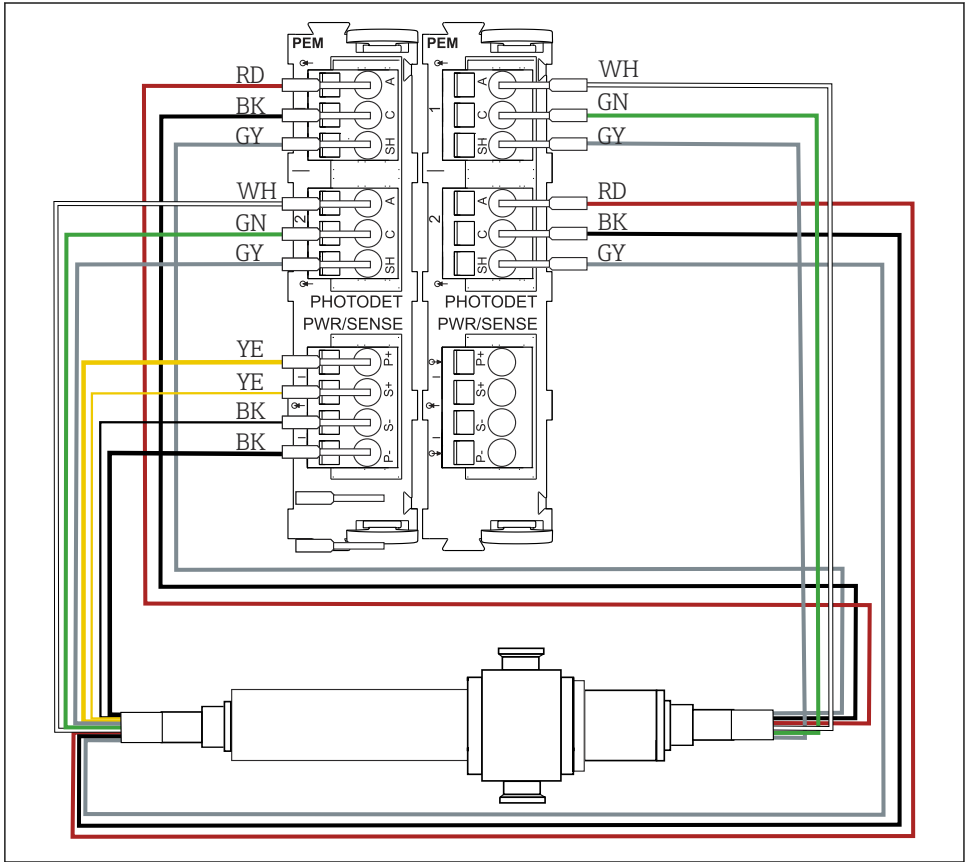 PEM PEM
RD A A WH
BK C 1 C GN
GY SH SH GY
WH A A RD
GN 2 C 2 C BK
GY SH SH GY
PHOTODET PHOTODET
PWR/SENSE PWR/SENSE
YE P+ P+
YE S+ S+
BK S- S-
BK P- P-